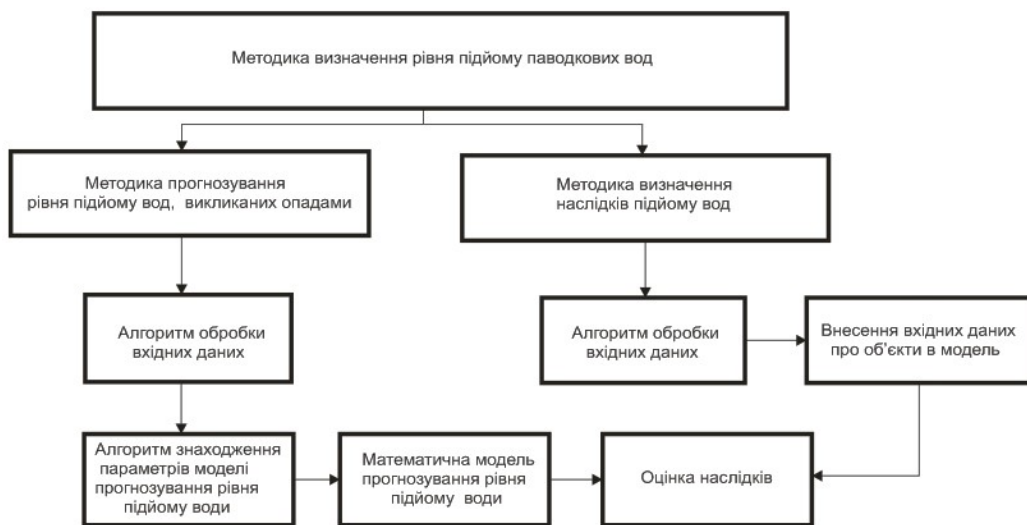 Методика визначення рівня підйому паводкових вод
Методика прогнозування
рівня підйому вод, викликаних опадами
Методика визначення
наслідків підйому вод
Алгоритм обробки
вхідних даних
Алгоритм обробки
вхідних даних
Внесення вхідних даних
про об’єкти в модель
Алгоритм знаходження
параметрів моделі
прогнозування рівня
підйому води
Математична модель
прогнозування рівня
підйому води
Оцінка наслідків